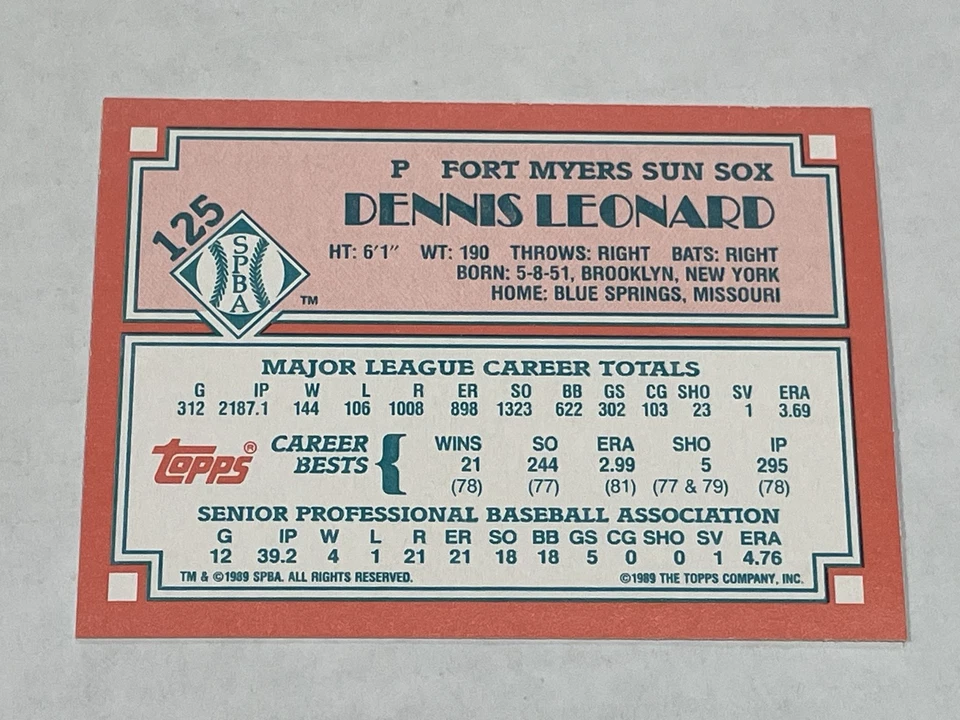 125
SPBA
TM
P FORT MYERS SUN SOX
DENNIS LEONARD
HT: 6'1" WT: 190 THROWS: RIGHT BATS: RIGHT
BORN: 5-8-51, BROOKLYN, NEW YORK
HOME: BLUE SPRINGS, MISSOURI
MAJOR LEAGUE CAREER TOTALS
G IP W L R ER SO BB GS CG SHO SV ERA
312 2187.1 144 106 1008 898 1323 622 302 103 23 1 3.69
TOPPS®
CAREER BESTS { WINS SO ERA SHO IP
21 244 2.99 5 295
(78) (77) (81) (77 & 79) (78)
SENIOR PROFESSIONAL BASEBALL ASSOCIATION
G IP W L R ER SO BB GS CG SHO SV ERA
12 39.2 4 1 21 21 18 18 5 0 0 1 4.76
TM & ©1989 SPBA. ALL RIGHTS RESERVED. ©1989 THE TOPPS COMPANY, INC.